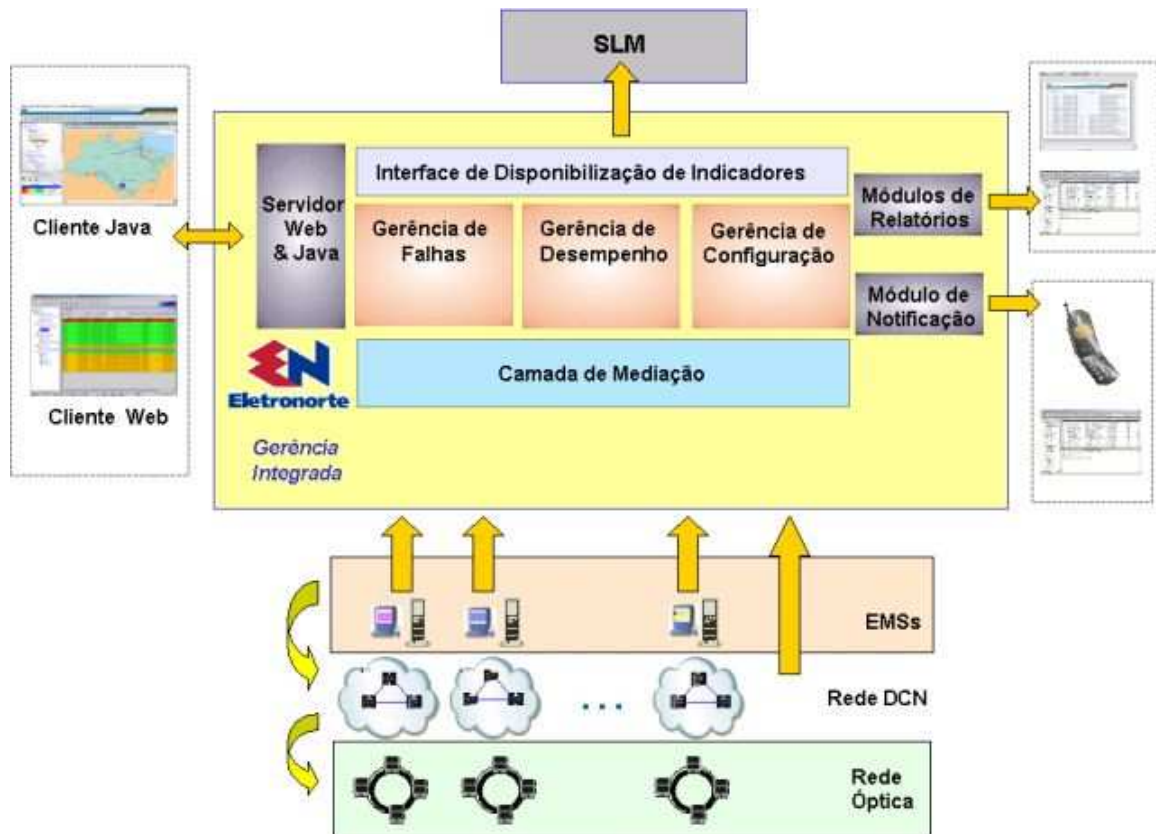 SLM
Cliente Java
Cliente Web
Servidor
Web
& Java
Interface de Disponibilização de Indicadores
Gerência de
Falhas
Gerência de
Desempenho
Gerência de
Configuração
Módulos de
Relatórios
Módulo de
Notificação
Camada de Mediação
Eletronorte
Gerência
Integrada
EMSs
Rede DCN
...
Rede
Óptica